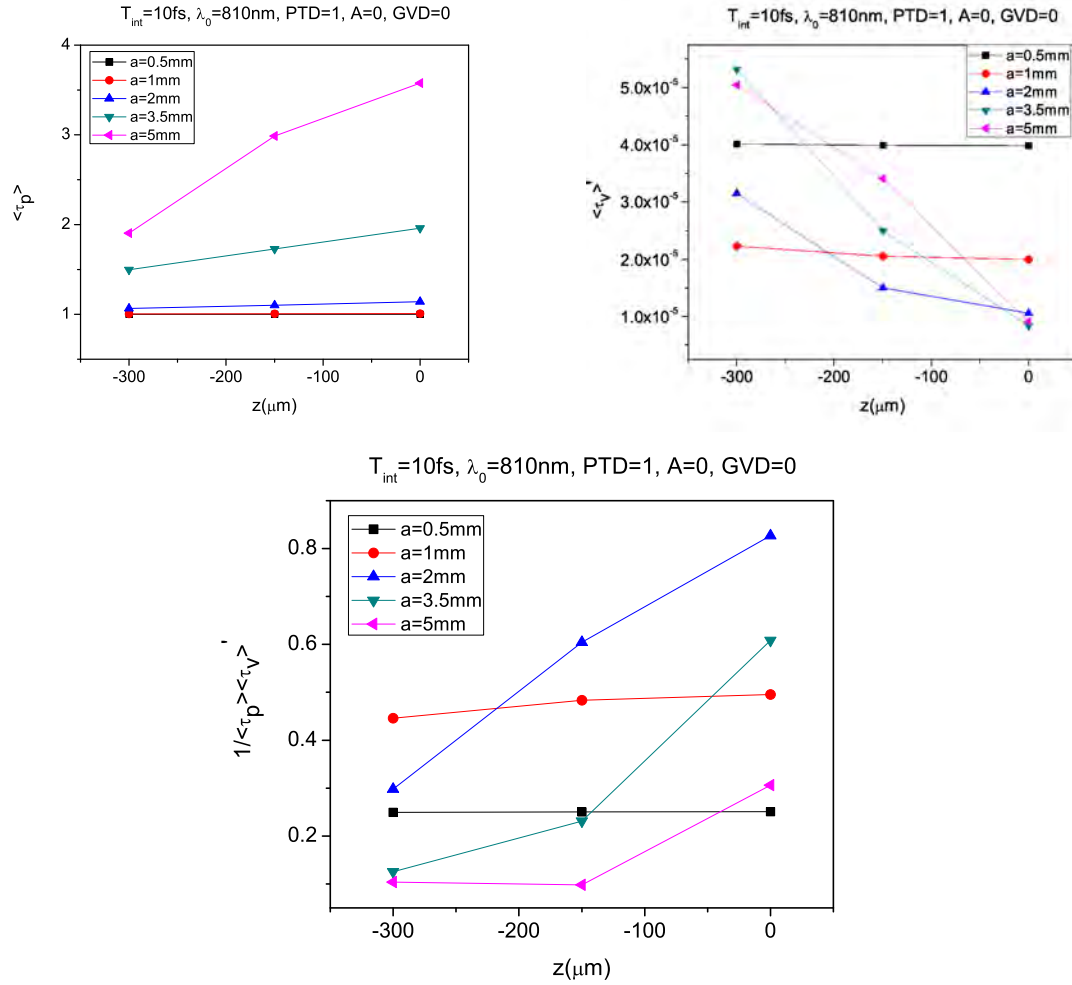 T_int=10fs, λ₀=810nm, PTD=1, A=0, GVD=0
4
3
2
1
<τ_p>
a=0.5mm
a=1mm
a=2mm
a=3.5mm
a=5mm
-300
-200
-100
0
z(μm)
T_int=10fs, λ₀=810nm, PTD=1, A=0, GVD=0
5.0x10⁻⁵
4.0x10⁻⁵
3.0x10⁻⁵
2.0x10⁻⁵
1.0x10⁻⁵
<τ_v>'
a=0.5mm
a=1mm
a=2mm
a=3.5mm
a=5mm
-300
-200
-100
0
z(μm)
T_int=10fs, λ₀=810nm, PTD=1, A=0, GVD=0
0.8
0.6
0.4
0.2
1/<τ_p><τ_v>'
a=0.5mm
a=1mm
a=2mm
a=3.5mm
a=5mm
-300
-200
-100
0
z(μm)